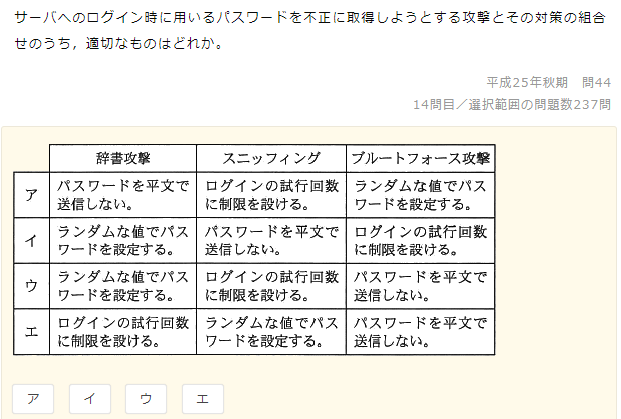 サーバへのログイン時に用いるパスワードを不正に取得しようとする攻撃とその対策の組合
せのうち，適切なものはどれか。
平成25年秋期　問44
14問目／選択範囲の問題数237問
辞書攻撃　スニッフィング　ブルートフォース攻撃
ア　パスワードを平文で送信しない。　ログインの試行回数に制限を設ける。　ランダムな値でパスワードを設定する。
イ　ランダムな値でパスワードを設定する。　パスワードを平文で送信しない。　ログインの試行回数に制限を設ける。
ウ　ランダムな値でパスワードを設定する。　ログインの試行回数に制限を設ける。　パスワードを平文で送信しない。
エ　ログインの試行回数に制限を設ける。　ランダムな値でパスワードを設定する。　パスワードを平文で送信しない。
ア　イ　ウ　エ